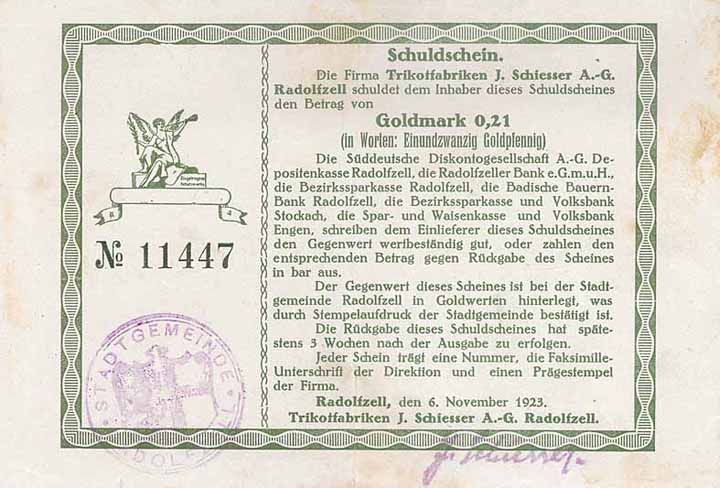 Schuldschein.
Die Firma Trikotfabriken J. Schiesser A.-G.
Radolfzell schuldet dem Inhaber dieses Schuldscheines
den Betrag von
Goldmark 0,21
(in Worten: Einundzwanzig Goldpfennig)
Die Süddeutsche Diskontogesellschaft A.-G. De-
positenkasse Radolfzell, die Radolfzeller Bank e.G.m.u.H.,
die Bezirkssparkasse Radolfzell, die Badische Bauern-
Bank Radolfzell, die Bezirkssparkasse und Volksbank
Stockach, die Spar- und Waisenkasse und Volksbank
Engen, schreiben dem Einlieferer dieses Schuldscheines
den Gegenwert wertbeständig gut, oder zahlen den
entsprechenden Betrag gegen Rückgabe des Scheines
in bar aus.
Der Gegenwert dieses Scheines ist bei der Stadt-
gemeinde Radolfzell in Goldwerten hinterlegt, was
durch Stempelaufdruck der Stadtgemeinde bestätigt ist.
Die Rückgabe dieses Schuldscheines hat späte-
stens 3 Wochen nach der Ausgabe zu erfolgen.
Jeder Schein trägt eine Nummer, die Faksimille-
Unterschrift der Direktion und einen Prägestempel
der Firma.
Radolfzell, den 6. November 1923.
Trikotfabriken J. Schiesser A.-G. Radolfzell.
№ 11447
STADTGEMEINDE